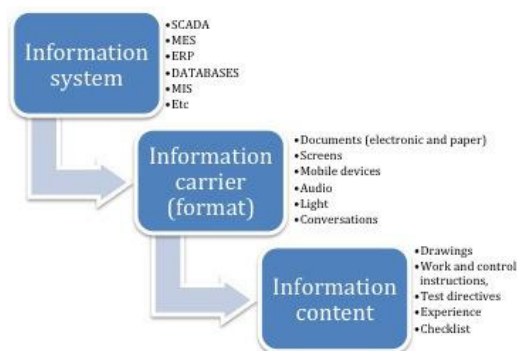 Information
system
•SCADA
•MES
•ERP
•DATABASES
•MIS
•Etc
Information
carrier
(format)
•Documents (electronic and paper)
•Screens
•Mobile devices
•Audio
•Light
•Conversations
Information
content
•Drawings
•Work and control
instructions,
•Test directives
•Experience
•Checklist